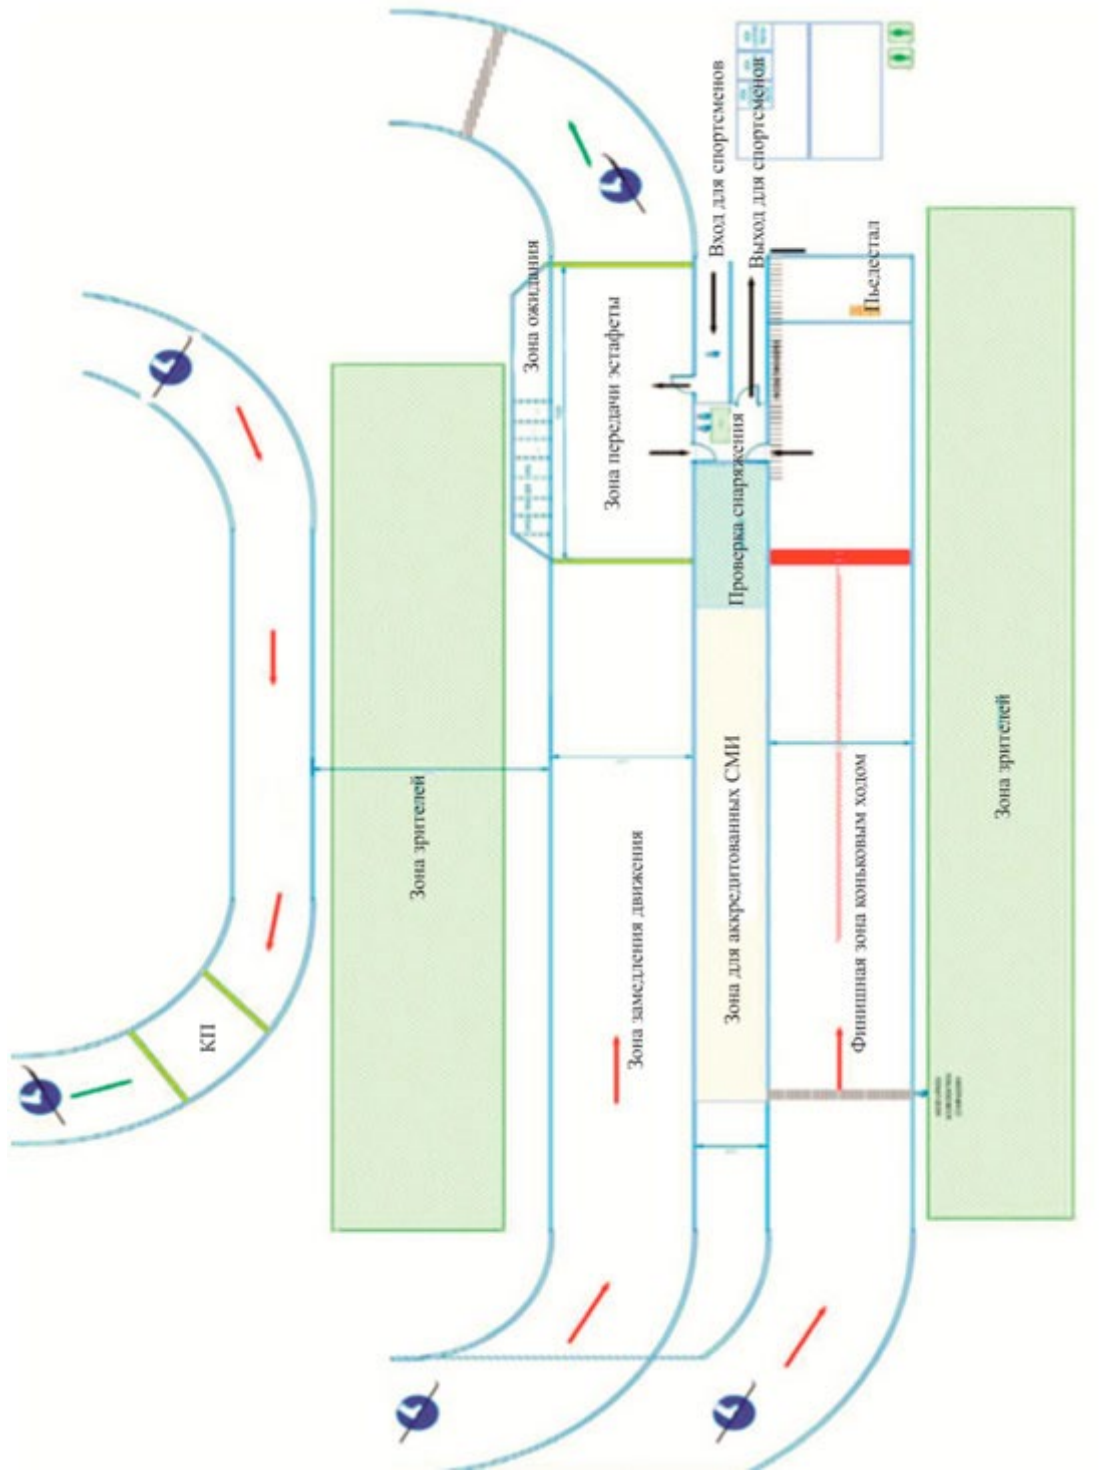 Вход для спортсменов
Выход для спортсменов
Зона ожидания
Зона передачи эстафеты
Пьедестал
Проверка снаряжения
Зона зрителей
Зона замедления движения
Зона для аккредитованных СМИ
Финишная зона коньковым ходом
Зона зрителей
КП